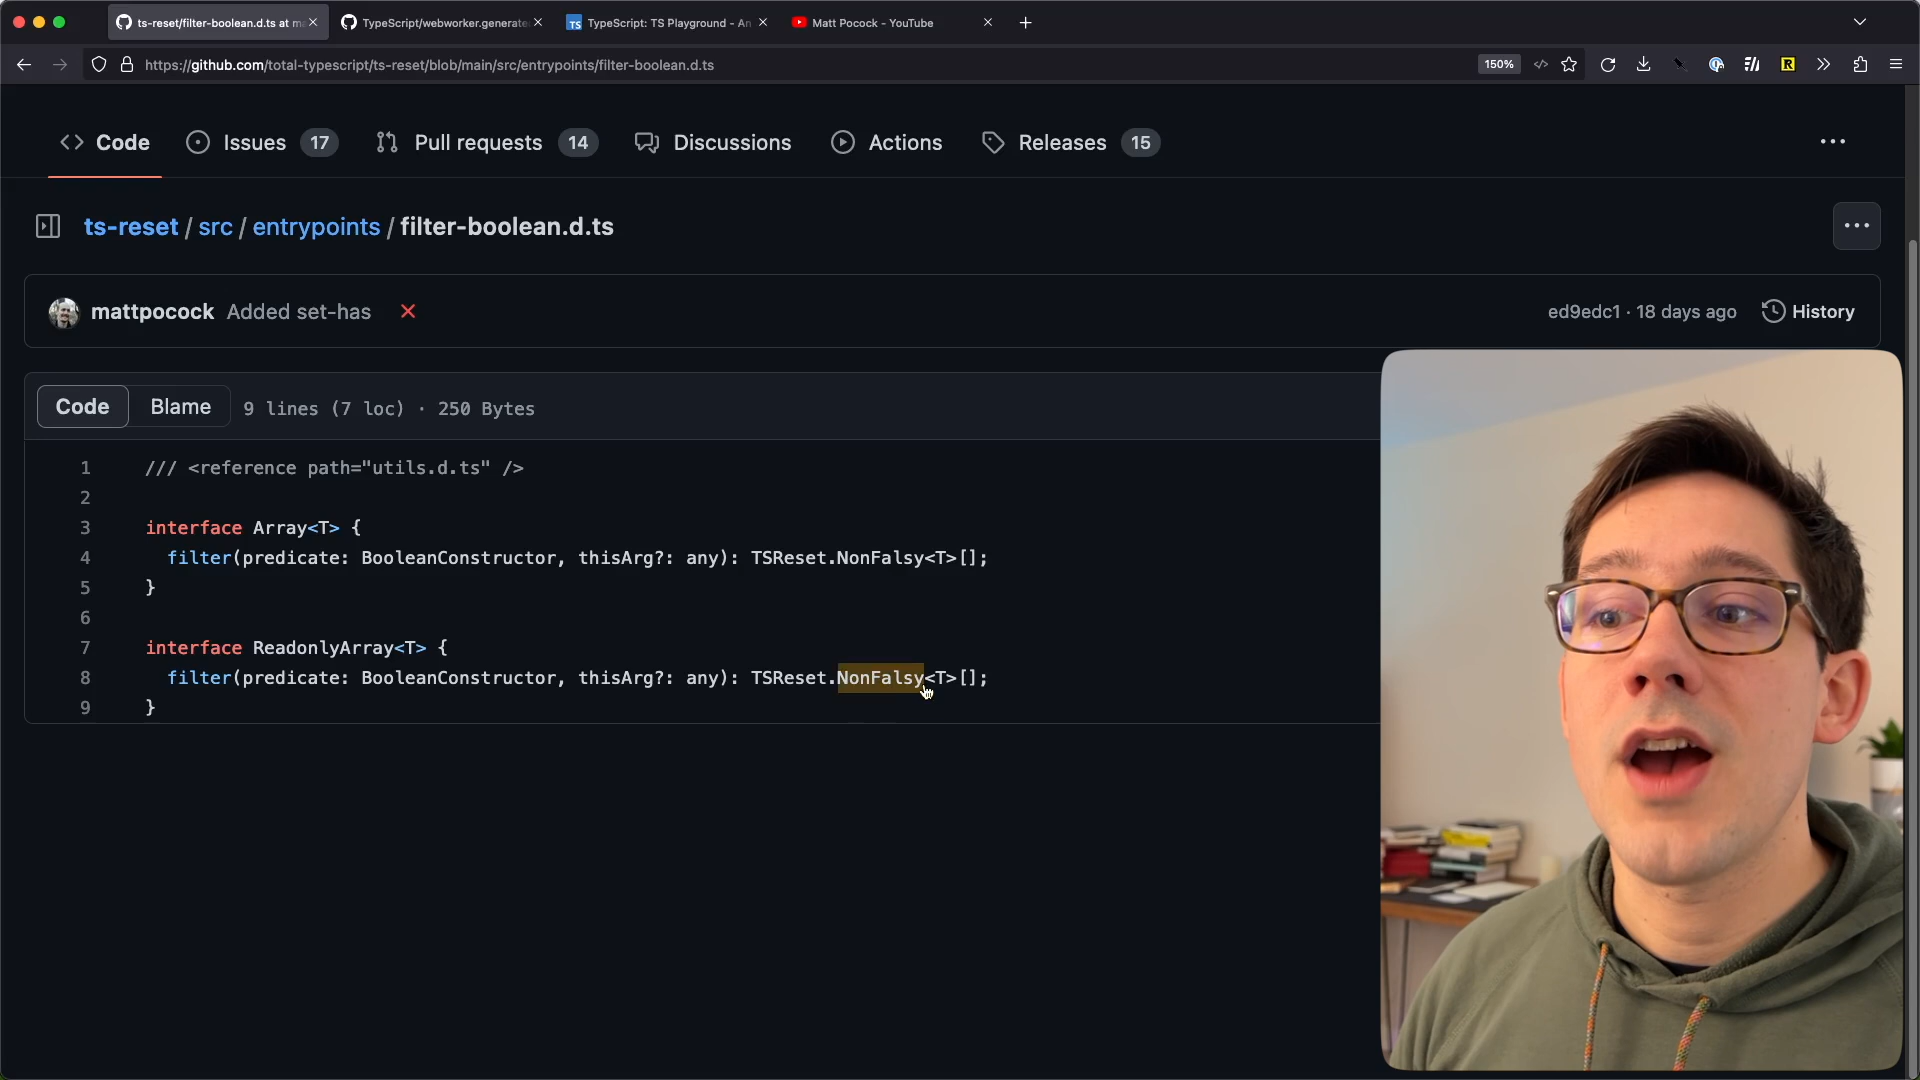 ts-reset/filter-boolean.d.ts at ma
TypeScript/webworker.generate
TS TypeScript: TS Playground - An
Matt Pocock - YouTube
https://github.com/total-typescript/ts-reset/blob/main/src/entrypoints/filter-boolean.d.ts
150%
R
Code Issues 17 Pull requests 14 Discussions Actions Releases 15
ts-reset / src / entrypoints / filter-boolean.d.ts
mattpocock Added set-has
ed9edc1 · 18 days ago History
Code Blame 9 lines (7 loc) · 250 Bytes
1 /// <reference path="utils.d.ts" />
2
3 interface Array<T> {
4 filter(predicate: BooleanConstructor, thisArg?: any): TSReset.NonFalsy<T>[];
5 }
6
7 interface ReadonlyArray<T> {
8 filter(predicate: BooleanConstructor, thisArg?: any): TSReset.NonFalsy<T>[];
9 }